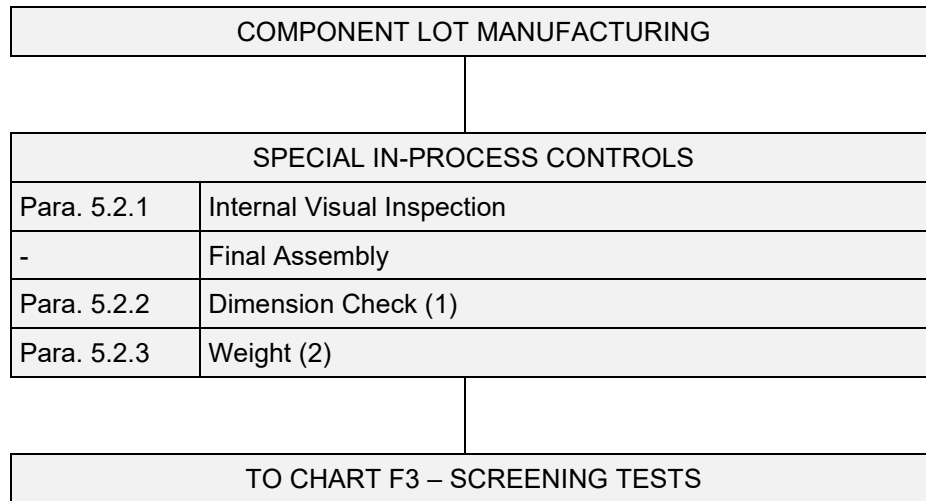 COMPONENT LOT MANUFACTURING
SPECIAL IN-PROCESS CONTROLS
Para. 5.2.1 Internal Visual Inspection
- Final Assembly
Para. 5.2.2 Dimension Check (1)
Para. 5.2.3 Weight (2)
TO CHART F3 – SCREENING TESTS